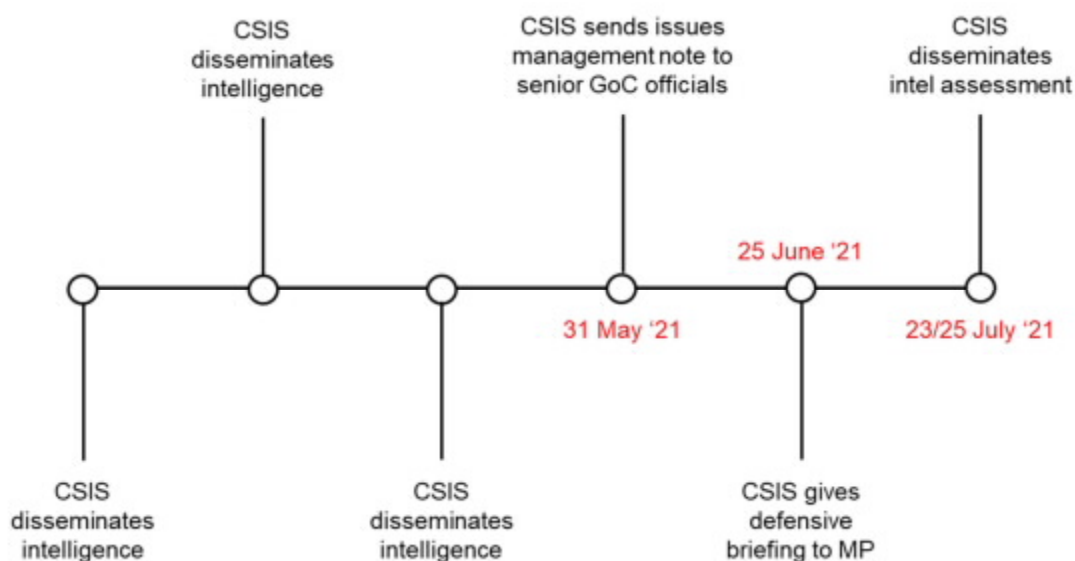 CSIS
disseminates
intelligence
CSIS sends issues
management note to
senior GoC officials
CSIS
disseminates
intel assessment
25 June ‘21
31 May ‘21
23/25 July ‘21
CSIS
disseminates
intelligence
CSIS
disseminates
intelligence
CSIS gives
defensive
briefing to MP